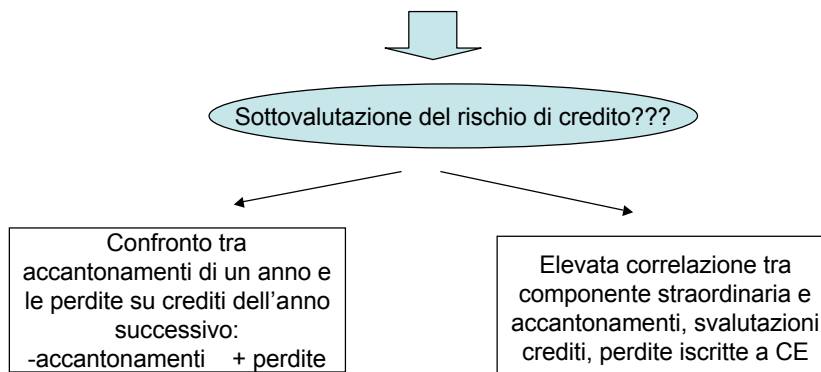 Sottovalutazione del rischio di credito???
Confronto tra
accantonamenti di un anno e
le perdite su crediti dell'anno
successivo:
-accantonamenti + perdite
Elevata correlazione tra
componente straordinaria e
accantonamenti, svalutazioni
crediti, perdite iscritte a CE